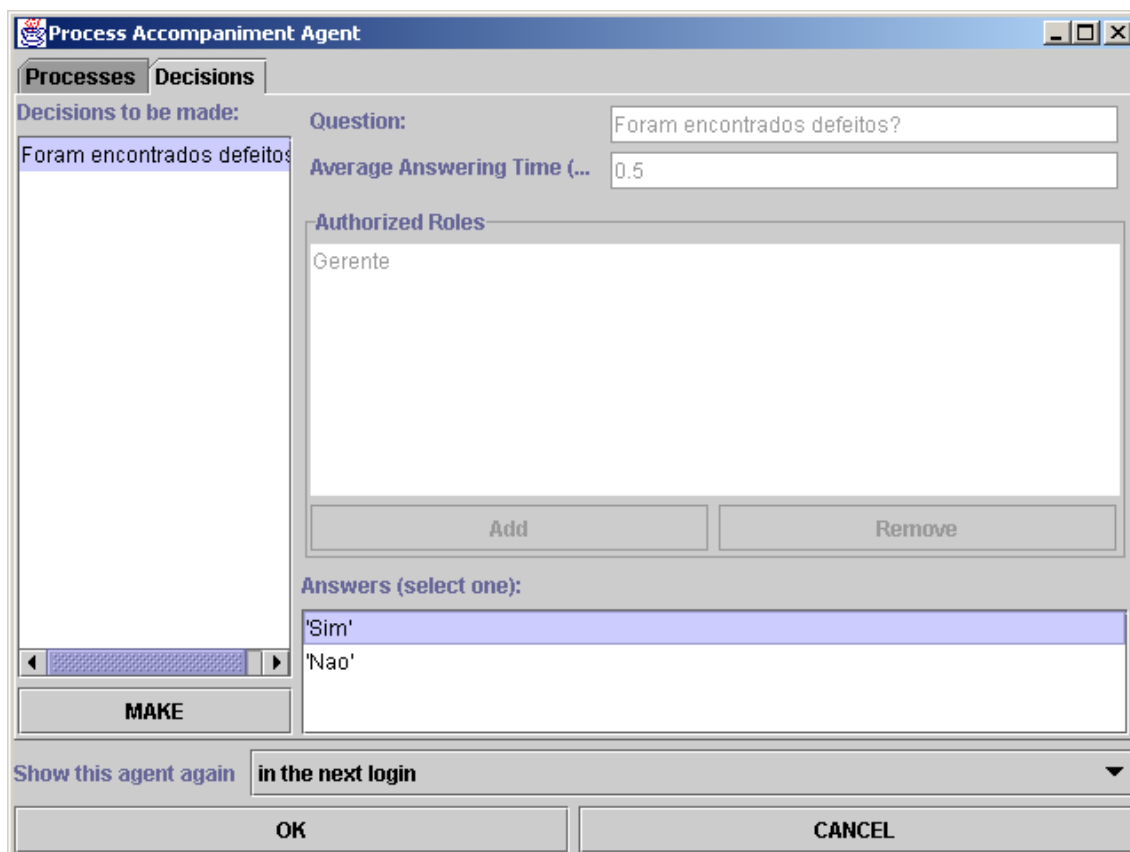 Process Accompaniment Agent
Processes Decisions
Decisions to be made:
Foram encontrados defeitos
Question: Foram encontrados defeitos?
Average Answering Time (... 0.5
Authorized Roles
Gerente
Add Remove
Answers (select one):
'Sim'
'Nao'
MAKE
Show this agent again in the next login
OK CANCEL